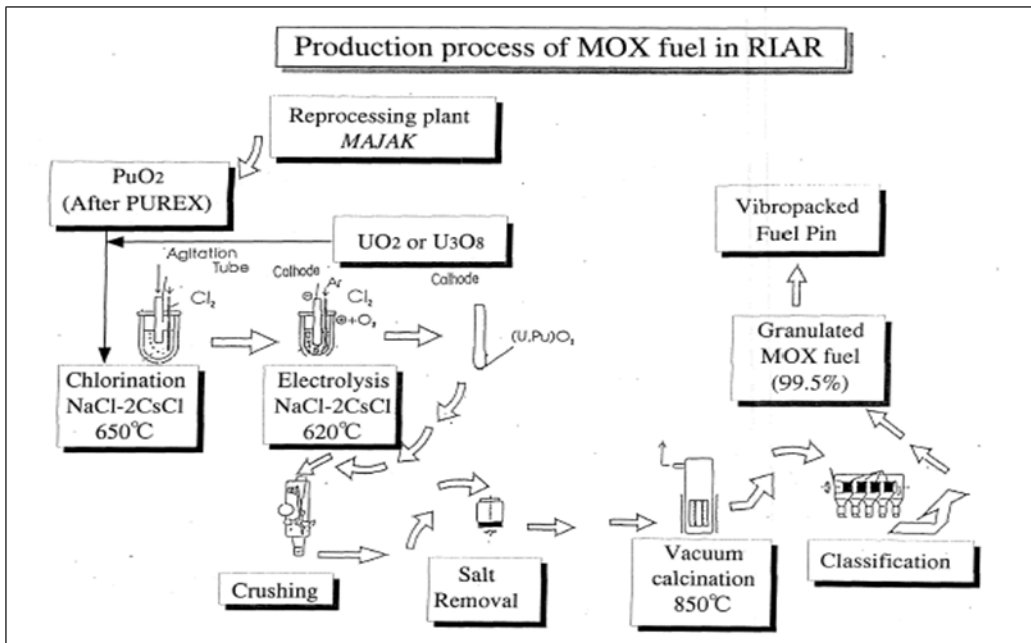 Production process of MOX fuel in RIAR
Reprocessing plant
MAJAK
PuO2
(After PUREX)
UO2 or U3O8
Agitation
Tube
Cl2
Calhode
Ar
Cl2
+O2
Calhode
(U,Pu)O2
Chlorination
NaCl-2CsCl
650℃
Electrolysis
NaCl-2CsCl
620℃
Crushing
Salt
Removal
Vacuum
calcination
850℃
Classification
Granulated
MOX fuel
(99.5%)
Vibropacked
Fuel Pin